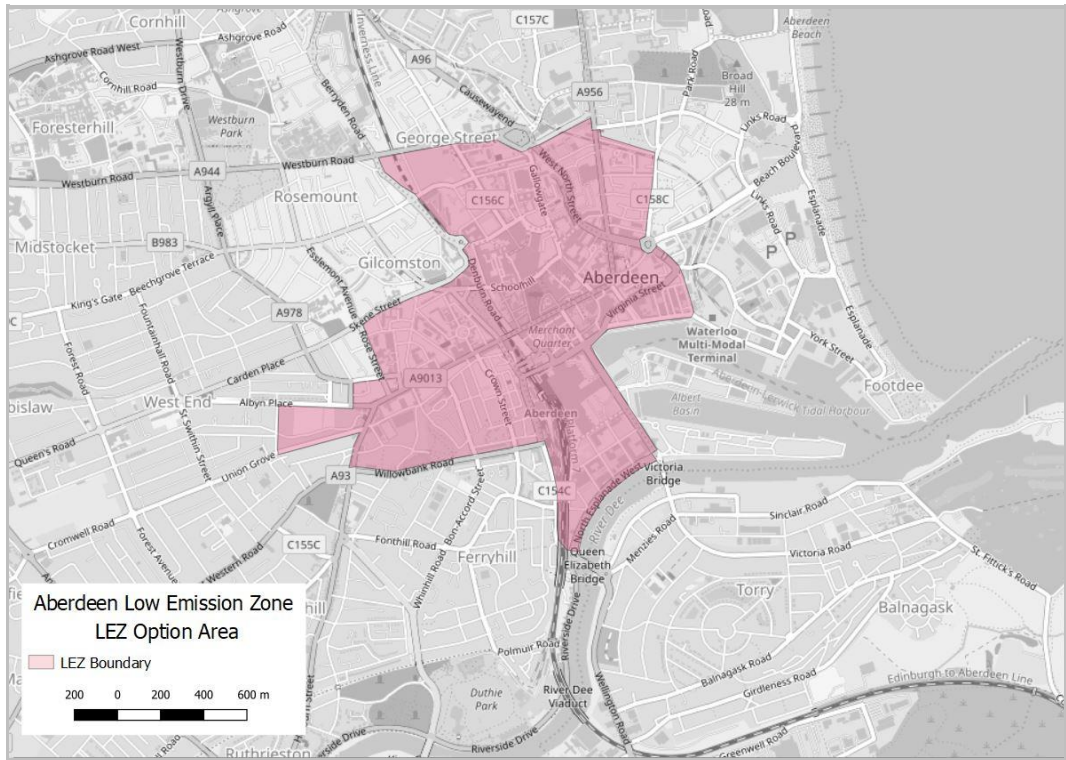 Cornhill
Ashgrove Road West
Ashgrove Road
Westburn Drive
Cornhill Road
Foresterhill
Westburn Park
Berryden Road
Inverness Line
A96
C157C
Causewayend
A956
Park Road
Broad Hill
28 m
Aberdeen Beach
Links Road
Beach Boulevard
Esplanade
George Street
Westburn Road
Westburn Road
A944
Argyll Place
Rosemount
C156C
Gallowgate
West North Street
C158C
Links Road
P
P
Midstocket
B983
King's Gate
Beechgrove Terrace
Esslemont Avenue
Gilcomston
Denburn Road
Schoolhill
Aberdeen
Virginia Street
Merchant Quarter
Skene Street
A978
Rose Street
Fountainhall Road
Forest Road
Carden Place
West End
Albyn Place
A9013
Crown Street
St Swithin Street
Queen's Road
Union Grove
Waterloo Multi-Modal Terminal
York Street
Esplanade
Footdee
Albert Basin
Aberdeen-Lerwick
Tidal Harbour
Aberdeen
Platform 7
A93
Willowbank Road
Bon-Accord Street
C154C
North Esplanade West
River Dee
Victoria Bridge
Menzies Road
Sinclair Road
Victoria Road
St. Fittick's Road
Cromwell Road
Forest Avenue
Western Road
C155C
Fonthill Road
Whinhill Road
Ferryhill
Queen Elizabeth Bridge
Torry
Balnagask
Polmuir Road
Riverside Drive
Duthie Park
River Dee Viaduct
Wellington Road
Balnagask Road
Girdleness Road
Edinburgh to Aberdeen Line
Greenwell Road
Riverside Drive
Ruthrieston
Aberdeen Low Emission Zone
LEZ Option Area
LEZ Boundary
200 0 200 400 600 m